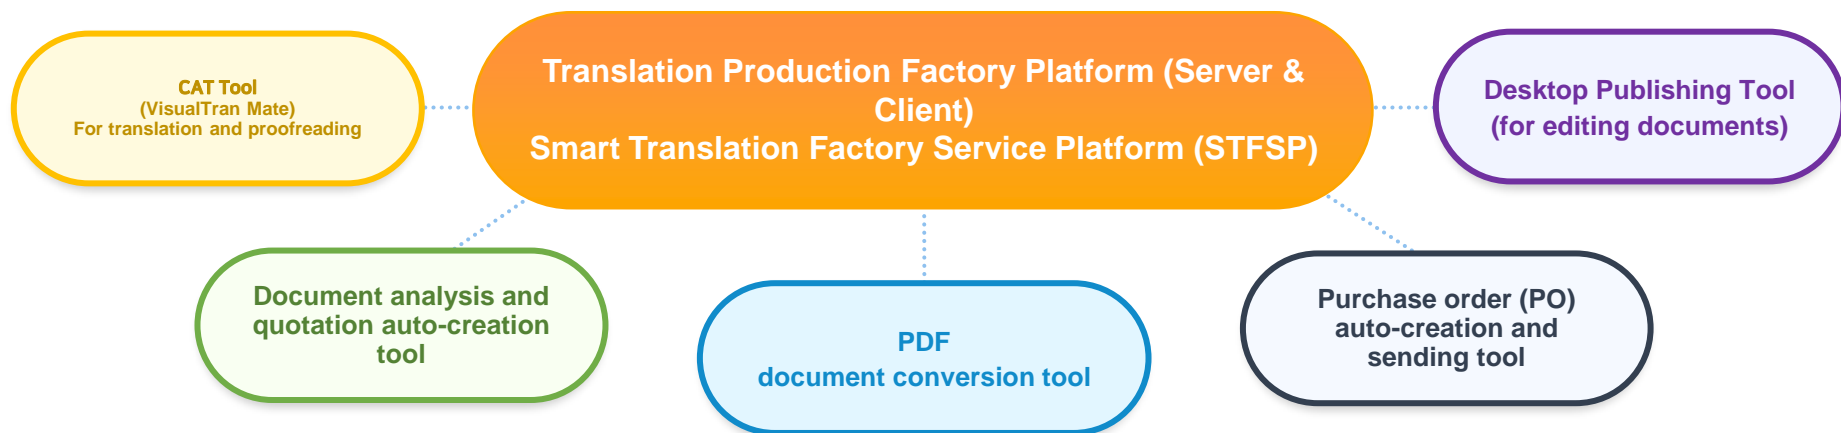 CAT Tool
(VisualTran Mate)
For translation and proofreading
Translation Production Factory Platform (Server &
Client)
Smart Translation Factory Service Platform (STFSP)
Desktop Publishing Tool
(for editing documents)
Document analysis and
quotation auto-creation
tool
PDF
document conversion tool
Purchase order (PO)
auto-creation and
sending tool